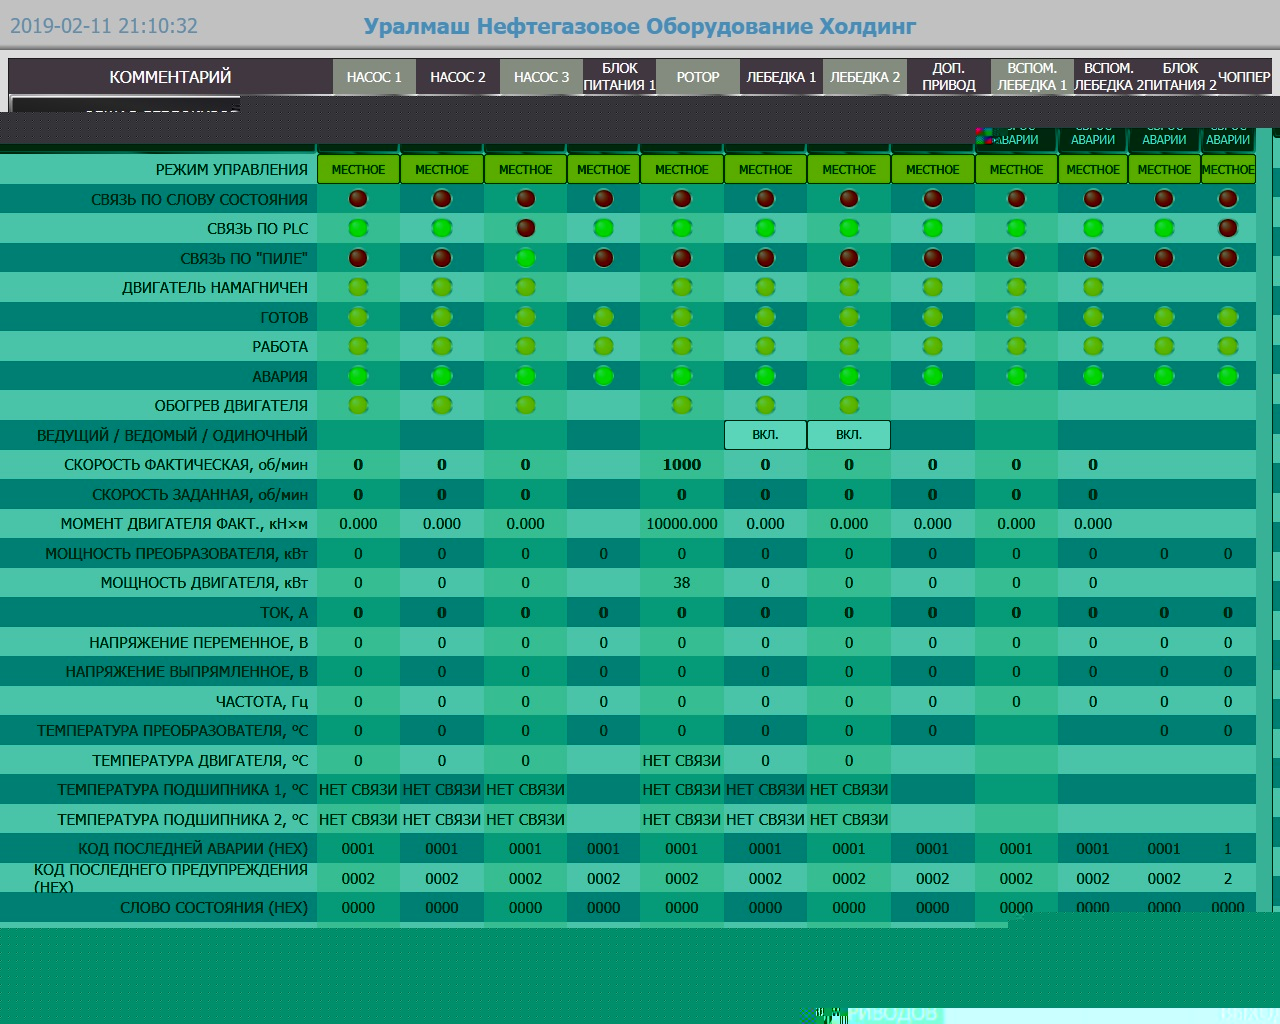 2019-02-11 21:10:32 Уралмаш Нефтегазовое Оборудование Холдинг
КОММЕНТАРИЙ НАСОС 1 НАСОС 2 НАСОС 3 БЛОК ПИТАНИЯ 1 РОТОР ЛЕБЕДКА 1 ЛЕБЕДКА 2 ДОП. ПРИВОД ВСПОМ. ЛЕБЕДКА 1 ВСПОМ. ЛЕБЕДКА 2 БЛОК ПИТАНИЯ 2 ЧОППЕР
АВАРИИ АВАРИИ АВАРИИ АВАРИИ
РЕЖИМ УПРАВЛЕНИЯ МЕСТНОЕ МЕСТНОЕ МЕСТНОЕ МЕСТНОЕ МЕСТНОЕ МЕСТНОЕ МЕСТНОЕ МЕСТНОЕ МЕСТНОЕ МЕСТНОЕ МЕСТНОЕ МЕСТНОЕ
СВЯЗЬ ПО СЛОВУ СОСТОЯНИЯ
СВЯЗЬ ПО PLC
СВЯЗЬ ПО "ПИЛЕ"
ДВИГАТЕЛЬ НАМАГНИЧЕН
ГОТОВ
РАБОТА
АВАРИЯ
ОБОГРЕВ ДВИГАТЕЛЯ
ВЕДУЩИЙ / ВЕДОМЫЙ / ОДИНОЧНЫЙ ВКЛ. ВКЛ.
СКОРОСТЬ ФАКТИЧЕСКАЯ, об/мин 0 0 0 1000 0 0 0 0 0
СКОРОСТЬ ЗАДАННАЯ, об/мин 0 0 0 0 0 0 0 0 0
МОМЕНТ ДВИГАТЕЛЯ ФАКТ., кН×м 0.000 0.000 0.000 10000.000 0.000 0.000 0.000 0.000 0.000
МОЩНОСТЬ ПРЕОБРАЗОВАТЕЛЯ, кВт 0 0 0 0 0 0 0 0 0 0 0 0
МОЩНОСТЬ ДВИГАТЕЛЯ, кВт 0 0 0 38 0 0 0 0 0
ТОК, А 0 0 0 0 0 0 0 0 0 0 0 0
НАПРЯЖЕНИЕ ПЕРЕМЕННОЕ, В 0 0 0 0 0 0 0 0 0 0 0 0
НАПРЯЖЕНИЕ ВЫПРЯМЛЕННОЕ, В 0 0 0 0 0 0 0 0 0 0 0 0
ЧАСТОТА, Гц 0 0 0 0 0 0 0 0 0 0 0 0
ТЕМПЕРАТУРА ПРЕОБРАЗОВАТЕЛЯ, ºС 0 0 0 0 0 0 0 0 0 0
ТЕМПЕРАТУРА ДВИГАТЕЛЯ, ºС 0 0 0 НЕТ СВЯЗИ 0 0
ТЕМПЕРАТУРА ПОДШИПНИКА 1, ºС НЕТ СВЯЗИ НЕТ СВЯЗИ НЕТ СВЯЗИ НЕТ СВЯЗИ НЕТ СВЯЗИ НЕТ СВЯЗИ
ТЕМПЕРАТУРА ПОДШИПНИКА 2, ºС НЕТ СВЯЗИ НЕТ СВЯЗИ НЕТ СВЯЗИ НЕТ СВЯЗИ НЕТ СВЯЗИ НЕТ СВЯЗИ
КОД ПОСЛЕДНЕЙ АВАРИИ (HEX) 0001 0001 0001 0001 0001 0001 0001 0001 0001 0001 0001 1
КОД ПОСЛЕДНЕГО ПРЕДУПРЕЖДЕНИЯ (HEX) 0002 0002 0002 0002 0002 0002 0002 0002 0002 0002 0002 2
СЛОВО СОСТОЯНИЯ (HEX) 0000 0000 0000 0000 0000 0000 0000 0000 0000 0000 0000 0000